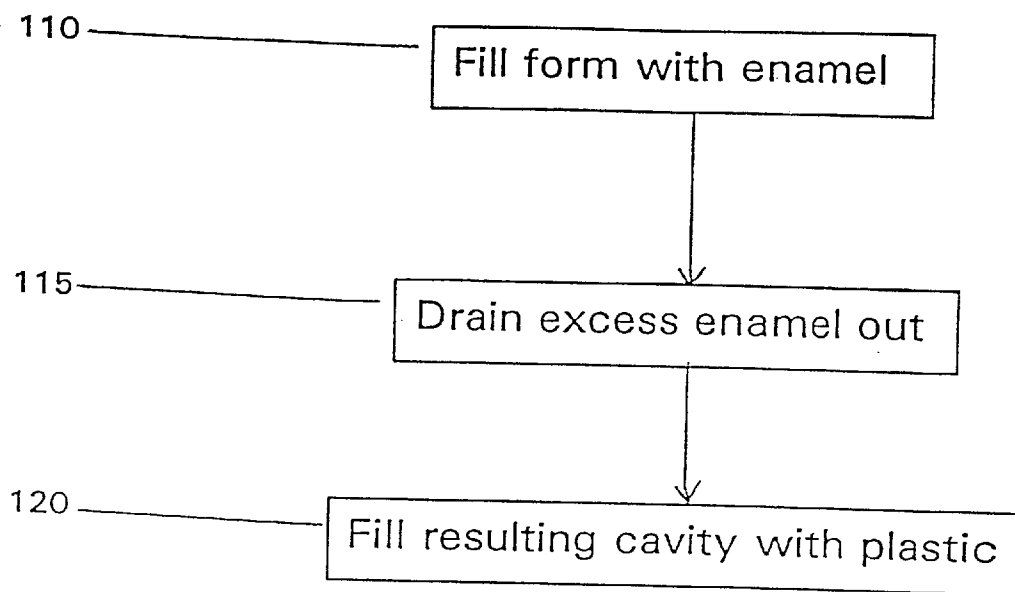 110
Fill form with enamel
115
Drain excess enamel out
120
Fill resulting cavity with plastic